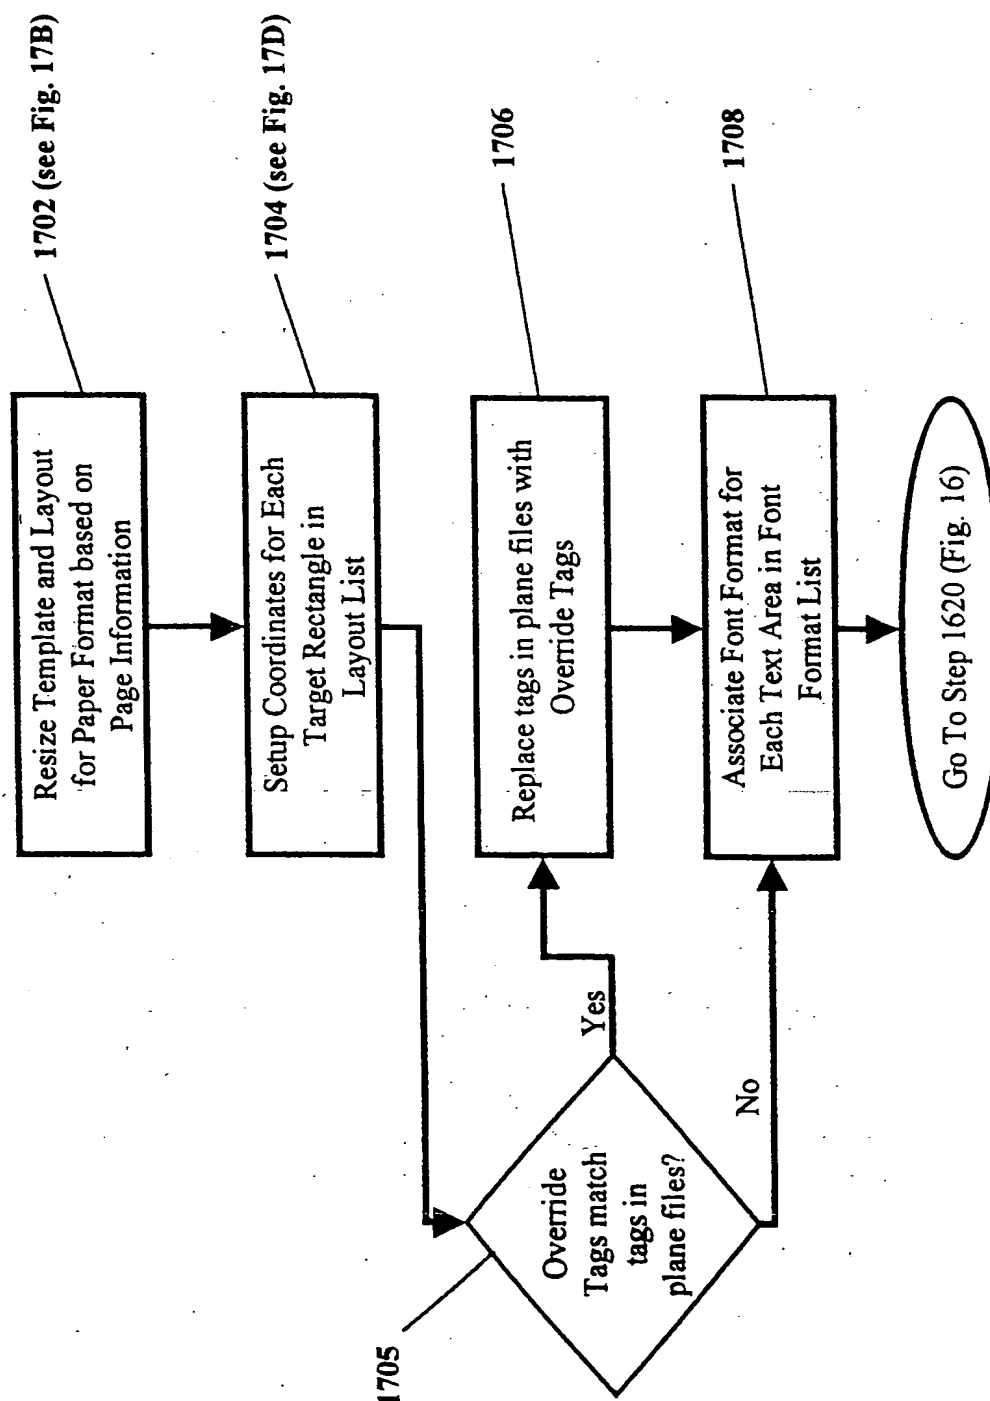 1702 (see Fig. 17B)
Resize Template and Layout
for Paper Format based on
Page Information
1704 (see Fig. 17D)
Setup Coordinates for Each
Target Rectangle in
Layout List
1705
Override
Tags match
tags in
plane files?
Yes
No
1706
Replace tags in plane files with
Override Tags
1708
Associate Font Format for
Each Text Area in Font
Format List
Go To Step 1620 (Fig. 16)